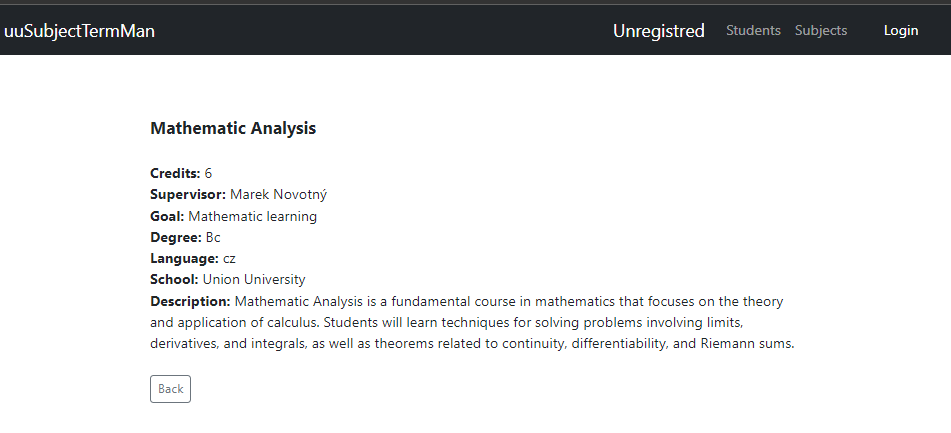 uuSubjectTermMan Unregistred Students Subjects Login
Mathematic Analysis
Credits: 6
Supervisor: Marek Novotný
Goal: Mathematic learning
Degree: Bc
Language: cz
School: Union University
Description: Mathematic Analysis is a fundamental course in mathematics that focuses on the theory
and application of calculus. Students will learn techniques for solving problems involving limits,
derivatives, and integrals, as well as theorems related to continuity, differentiability, and Riemann sums.
Back